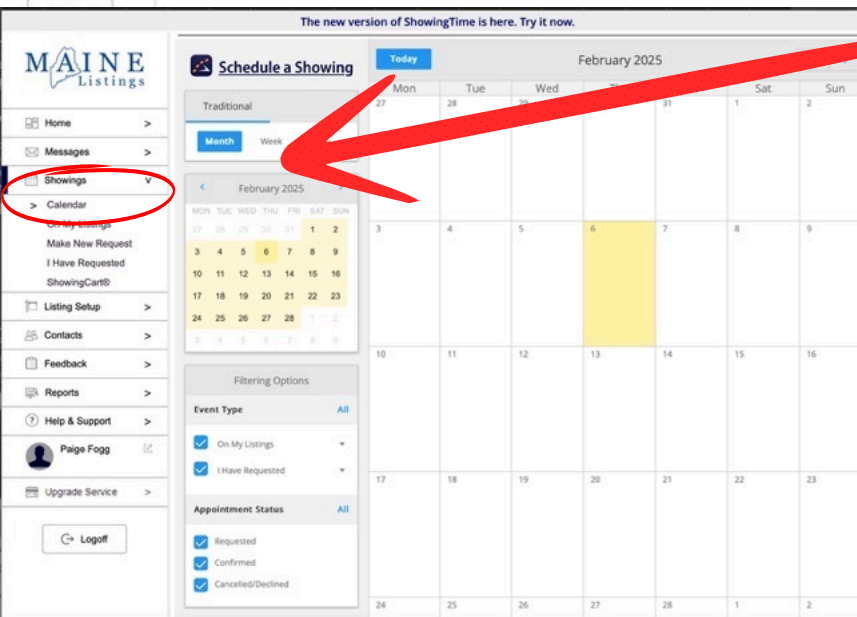 The new version of ShowingTime is here. Try it now.
MAINE
Listings
Home >
Messages >
Showings v
> Calendar
On My Listings
Make New Request
I Have Requested
ShowingCart®
Listing Setup >
Contacts >
Feedback >
Reports >
Help & Support >
Paige Fogg
Upgrade Service >
Logoff
Schedule a Showing
Traditional
Month Week
< February 2025
MON TUE WED THU FRI SAT SUN
27 28 29 30 31 1 2
3 4 5 6 7 8 9
10 11 12 13 14 15 16
17 18 19 20 21 22 23
24 25 26 27 28 1 2
3 4 5 6 7 8 9
Filtering Options
Event Type All
On My Listings
I Have Requested
Appointment Status All
Requested
Confirmed
Cancelled/Declined
Today February 2025
Mon Tue Wed Sat Sun
27 28 29 31 1 2
3 4 5 6 7 8 9
10 11 12 13 14 15 16
17 18 19 20 21 22 23
24 25 26 27 28 1 2